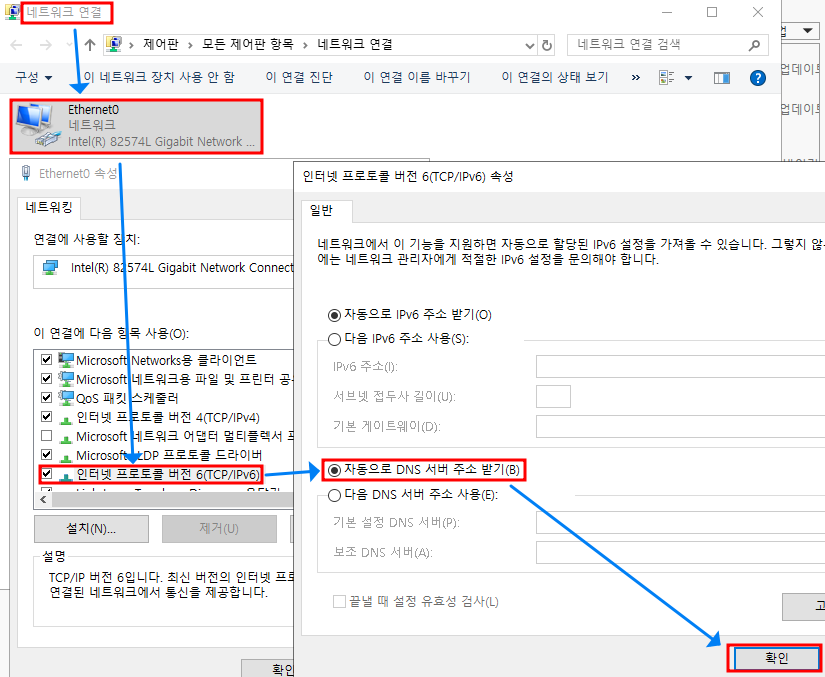 네트워크 연결
제어판 > 모든 제어판 항목 > 네트워크 연결
네트워크 연결 검색
구성
이 네트워크 장치 사용 안 함
이 연결 진단
이 연결 이름 바꾸기
이 연결의 상태 보기
»
Ethernet0
네트워크
Intel(R) 82574L Gigabit Network ...
업데이트
업데이트
Ethernet0 속성
네트워킹
연결에 사용할 장치:
Intel(R) 82574L Gigabit Network Connect
이 연결에 다음 항목 사용(O):
Microsoft Networks용 클라이언트
Microsoft 네트워크용 파일 및 프린터 공유
QoS 패킷 스케줄러
인터넷 프로토콜 버전 4(TCP/IPv4)
Microsoft 네트워크 어댑터 멀티플렉서 프
Microsoft LLDP 프로토콜 드라이버
인터넷 프로토콜 버전 6(TCP/IPv6)
설치(N)...
제거(U)
설명
TCP/IP 버전 6입니다. 최신 버전의 인터넷 프로
연결된 네트워크에서 통신을 제공합니다.
확인
인터넷 프로토콜 버전 6(TCP/IPv6) 속성
일반
네트워크에서 이 기능을 지원하면 자동으로 할당된 IPv6 설정을 가져올 수 있습니다. 그렇지 않
에는 네트워크 관리자에게 적절한 IPv6 설정을 문의해야 합니다.
자동으로 IPv6 주소 받기(O)
다음 IPv6 주소 사용(S):
IPv6 주소(I):
서브넷 접두사 길이(U):
기본 게이트웨이(D):
자동으로 DNS 서버 주소 받기(B)
다음 DNS 서버 주소 사용(E):
기본 설정 DNS 서버(P):
보조 DNS 서버(A):
끝낼 때 설정 유효성 검사(L)
고
확인